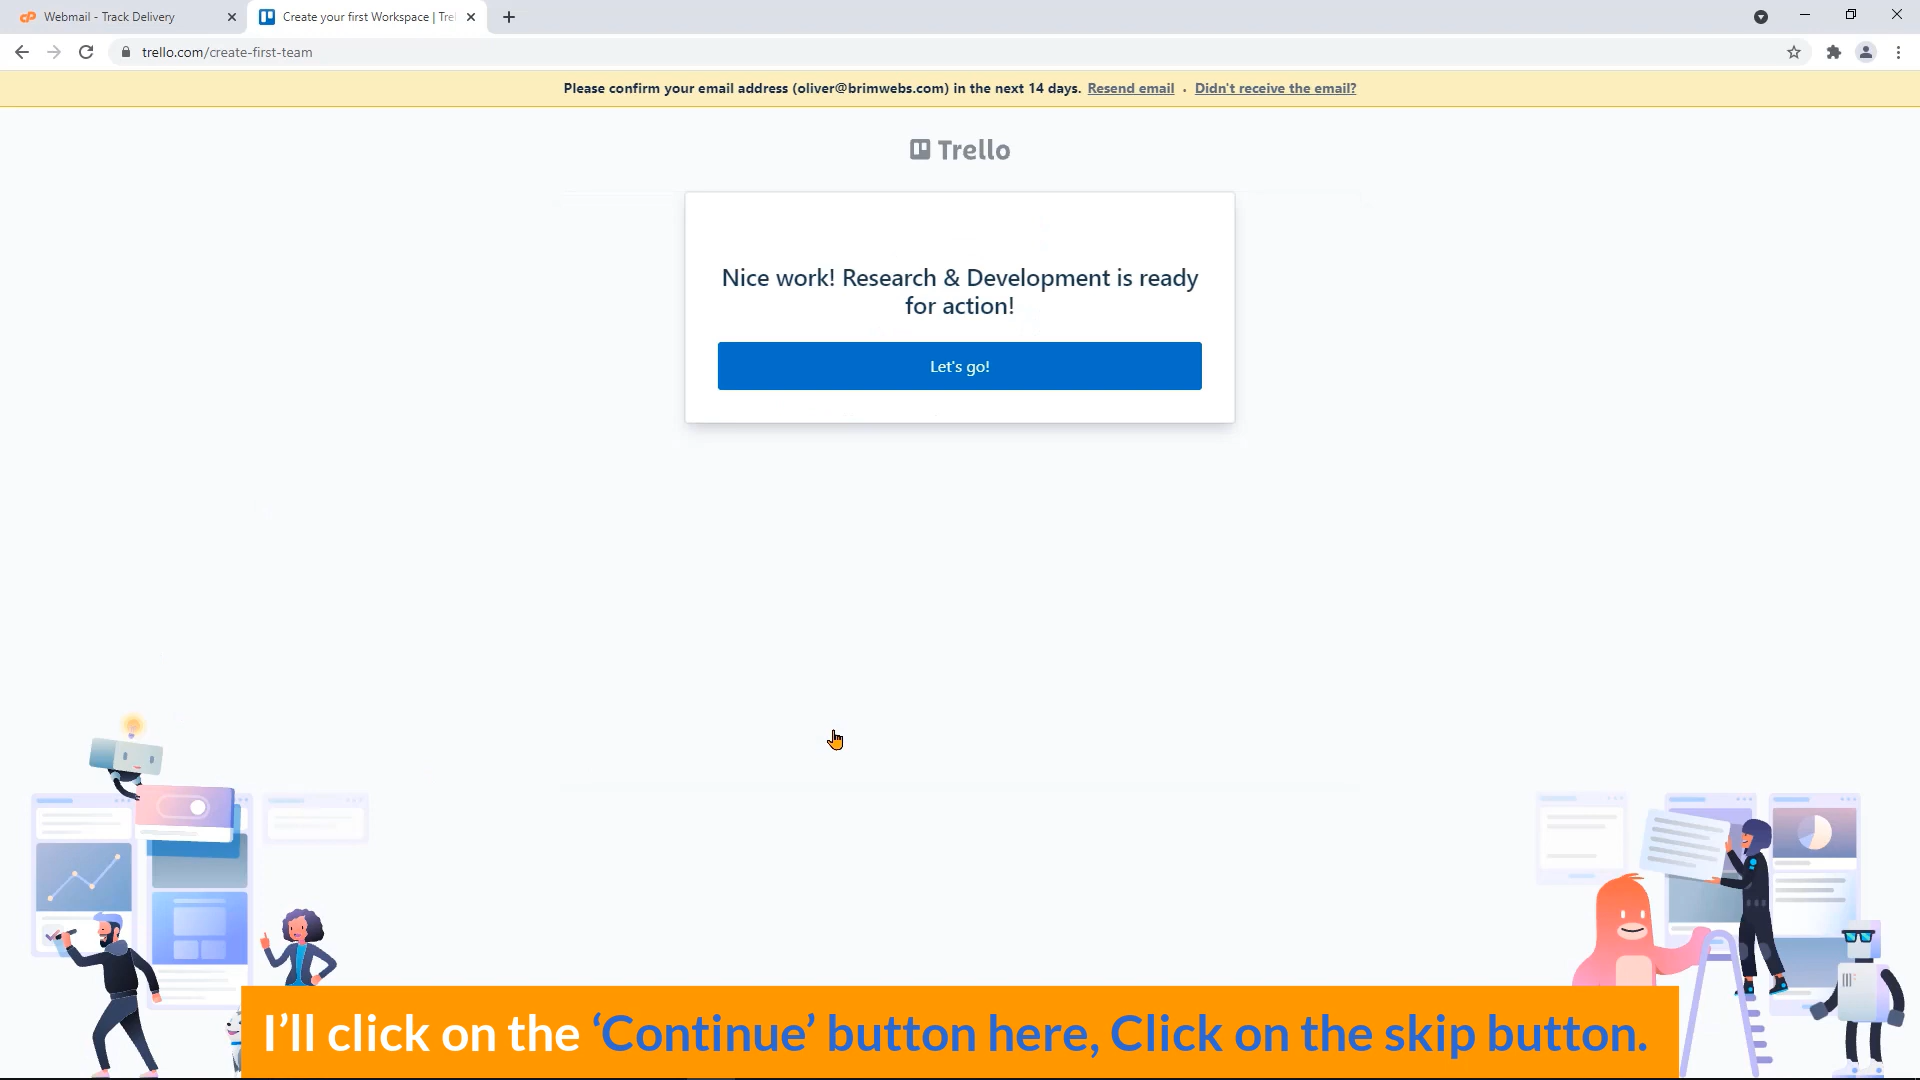 Webmail - Track Delivery
Create your first Workspace | Trel
trello.com/create-first-team
Please confirm your email address (oliver@brimwebs.com) in the next 14 days. Resend email · Didn't receive the email?
Trello
Nice work! Research & Development is ready
for action!
Let's go!
I’ll click on the ‘Continue’ button here, Click on the skip button.